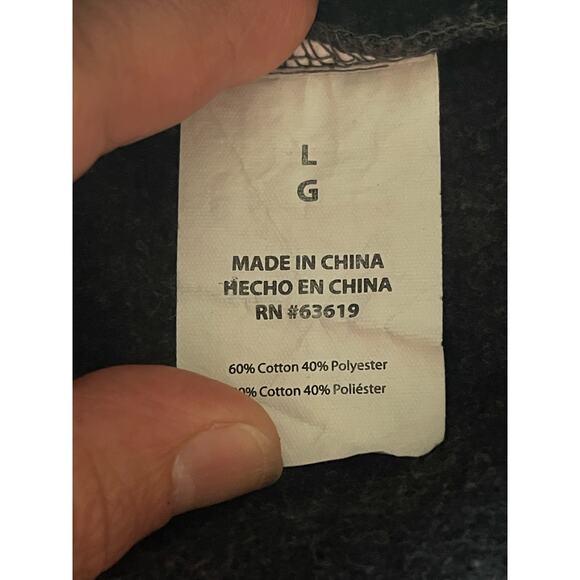 L
G
MADE IN CHINA
HECHO EN CHINA
RN #63619
60% Cotton 40% Polyester
Cotton 40% Poliéster